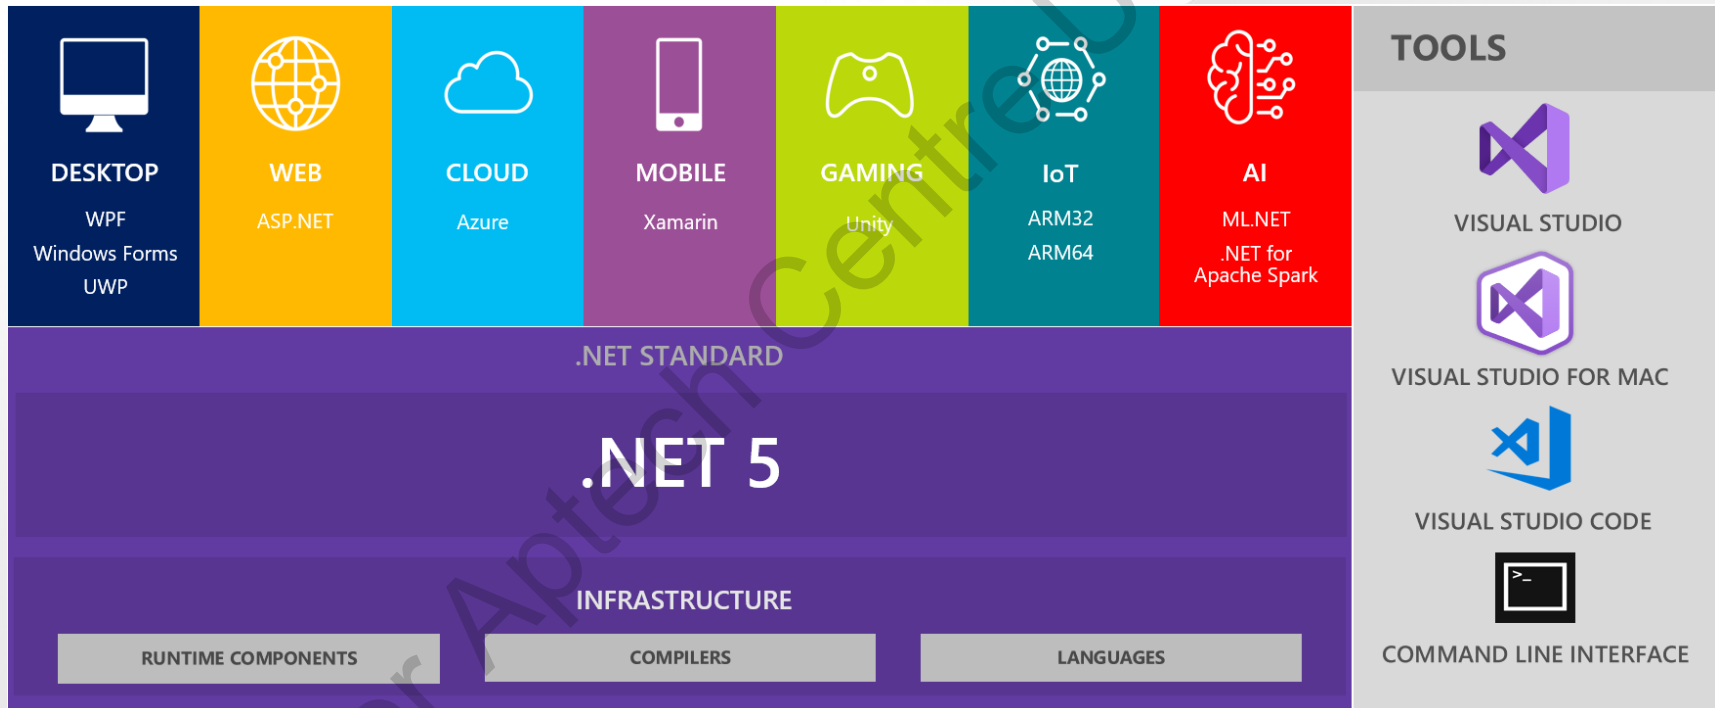 DESKTOP
WPF
Windows Forms
UWP
WEB
ASP.NET
CLOUD
Azure
MOBILE
Xamarin
GAMING
Unity
IoT
ARM32
ARM64
AI
ML.NET
.NET for
Apache Spark
.NET STANDARD
.NET 5
INFRASTRUCTURE
RUNTIME COMPONENTS
COMPILERS
LANGUAGES
TOOLS
VISUAL STUDIO
VISUAL STUDIO FOR MAC
VISUAL STUDIO CODE
>_
COMMAND LINE INTERFACE
Aptech Centre